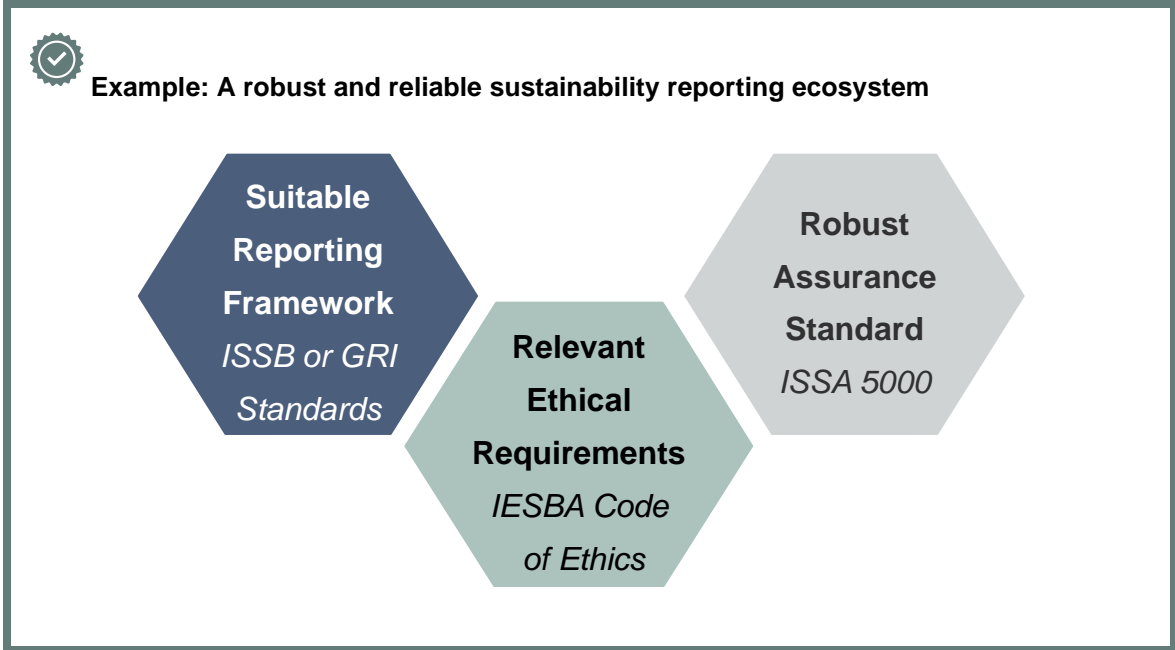 Example: A robust and reliable sustainability reporting ecosystem
Suitable
Reporting
Framework
ISSB or GRI
Standards
Relevant
Ethical
Requirements
IESBA Code
of Ethics
Robust
Assurance
Standard
ISSA 5000